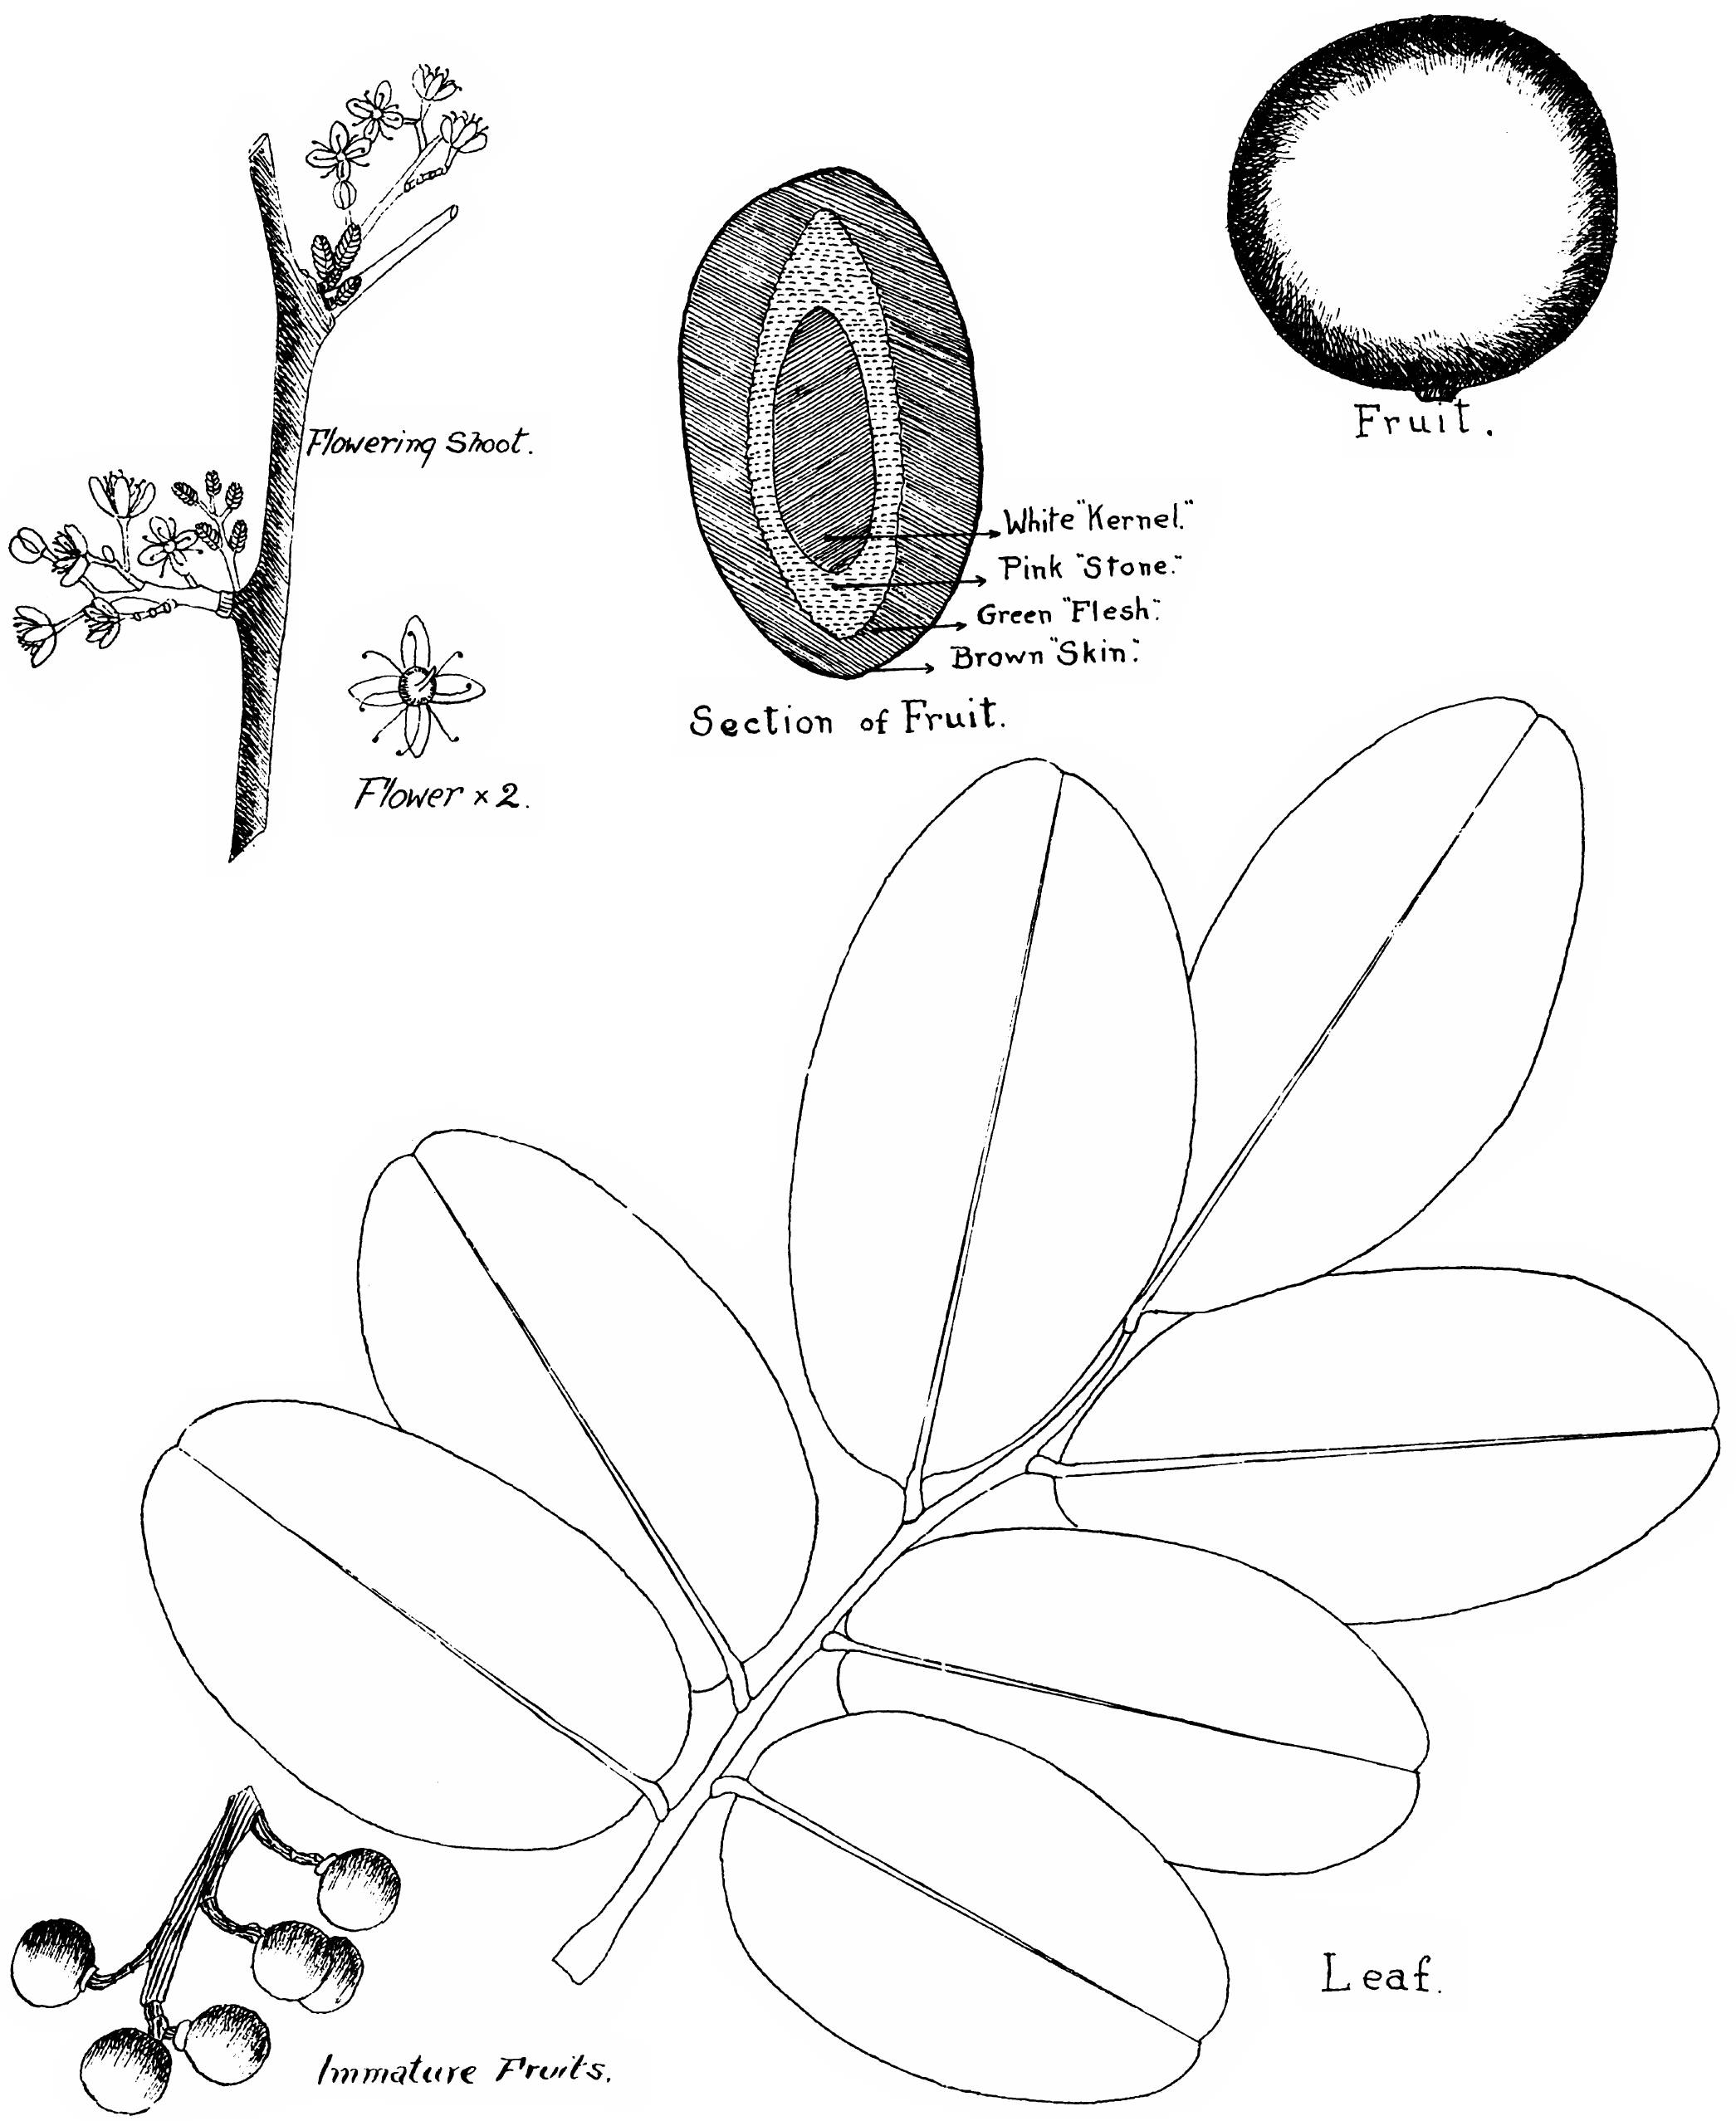 Flowering Shoot.
Fruit.
White "Kernel."
Pink "Stone."
Green "Flesh".
Brown "Skin".
Section of Fruit.
Flower x 2.
Leaf.
Immature Fruits.